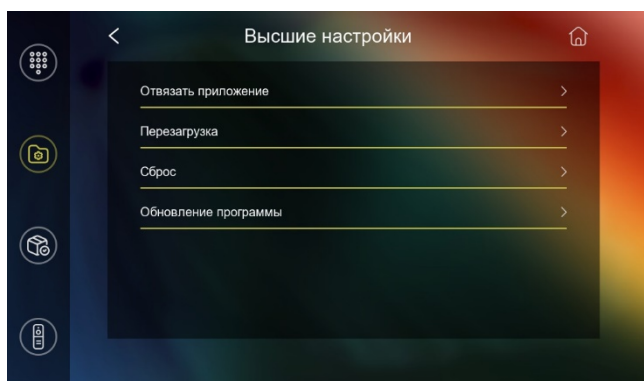 Высшие настройки
Отвязать приложение
Перезагрузка
Сброс
Обновление программы